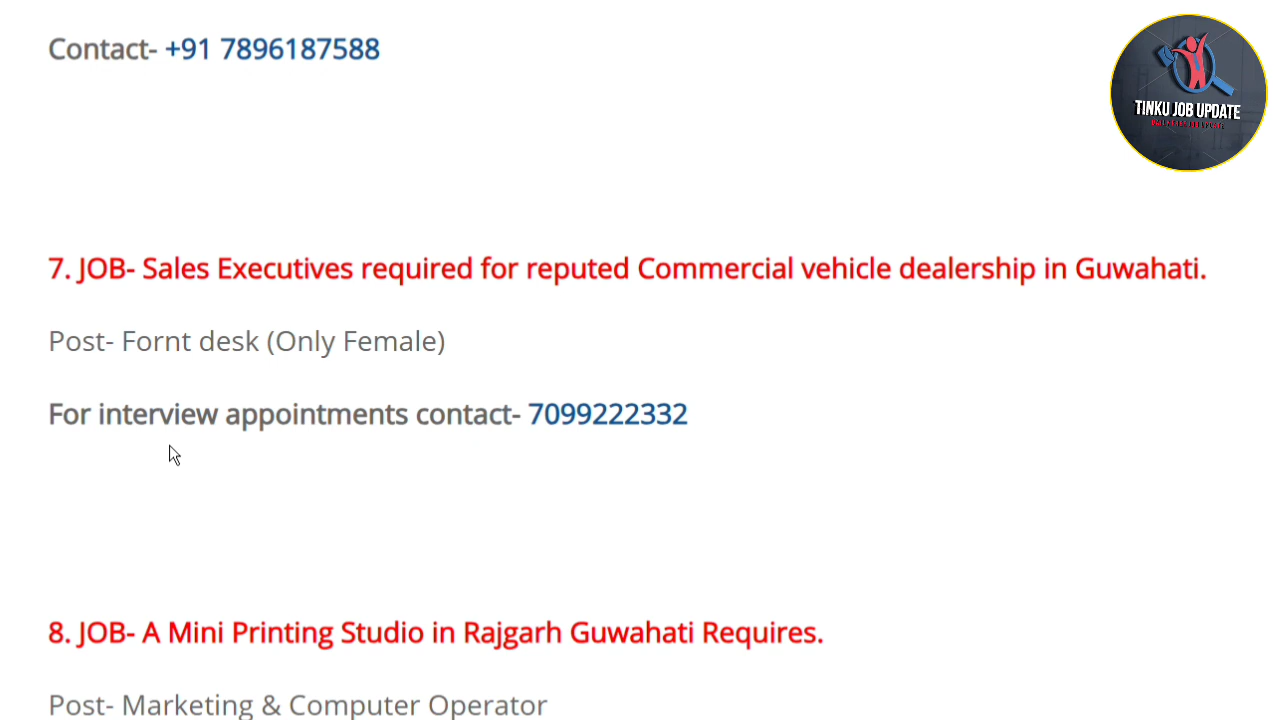 Contact- +91 7896187588
TINKU JOB UPDATE
7. JOB- Sales Executives required for reputed Commercial vehicle dealership in Guwahati.
Post- Fornt desk (Only Female)
For interview appointments contact- 7099222332
8. JOB- A Mini Printing Studio in Rajgarh Guwahati Requires.
Post- Marketing & Computer Operator